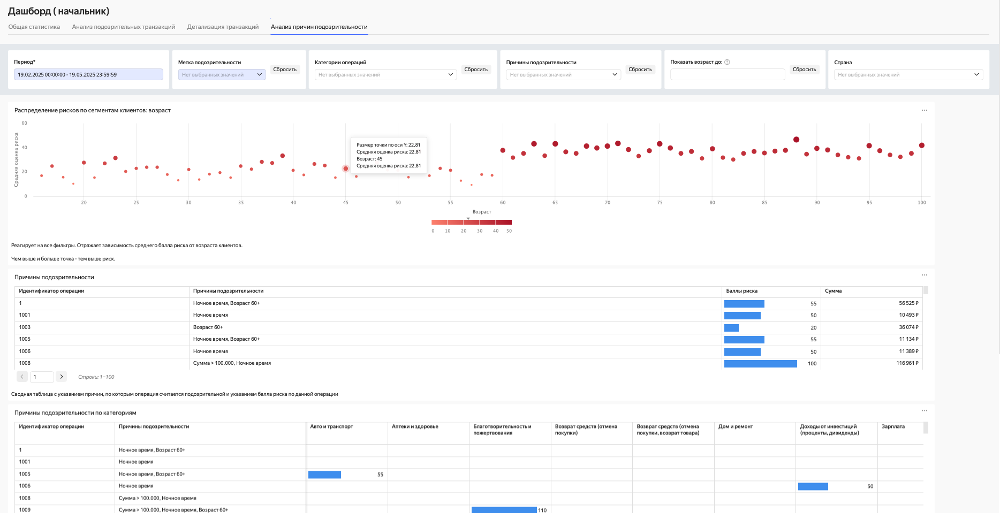 Дашборд ( начальник)
Общая статистика Анализ подозрительных транзакций Детализация транзакций Анализ причин подозрительности
Период* Метка подозрительности Категории операций Причины подозрительности Показать возраст до: Страна
19.02.2025 00:00:00 - 19.05.2025 23:59:59 Нет выбранных значений Сбросить Нет выбранных значений Сбросить Нет выбранных значений Сбросить Сбросить Нет выбранных значений
Распределение рисков по сегментам клиентов: возраст
Средняя оценка риска
60
40
20
0
Размер точки по оси Y: 22,81
Средняя оценка риска: 22,81
Возраст: 45
Средняя оценка риска: 22,81
20 25 30 35 40 45 50 55 60 65 70 75 80 85 90 95 100
Возраст
0 10 20 30 40 50
Реагирует на все фильтры. Отражает зависимость среднего балла риска от возраста клиентов.
Чем выше и больше точка - тем выше риск.
Причины подозрительности
Идентификатор операции Причины подозрительности Баллы риска Сумма
1 Ночное время, Возраст 60+ 55 56 525 ₽
1001 Ночное время 50 10 493 ₽
1003 Возраст 60+ 20 36 074 ₽
1005 Ночное время, Возраст 60+ 55 11 134 ₽
1006 Ночное время 50 11 389 ₽
1008 Сумма > 100.000, Ночное время 100 116 961 ₽
1 Строки: 1–100
Сводная таблица с указанием причин, по которым операция считается подозрительной и указанием балла риска по данной операции
Причины подозрительности по категориям
Идентификатор операции Причины подозрительности Авто и транспорт Аптеки и здоровье Благотворительность и пожертвования Возврат средств (отмена покупки) Возврат средств (отмена покупки, возврат товара) Дом и ремонт Доходы от инвестиций (проценты, дивиденды) Зарплата
1 Ночное время, Возраст 60+
1001 Ночное время
1005 Ночное время, Возраст 60+ 55
1006 Ночное время 50
1008 Сумма > 100.000, Ночное время
1009 Сумма > 100.000, Ночное время, Возраст 60+ 110